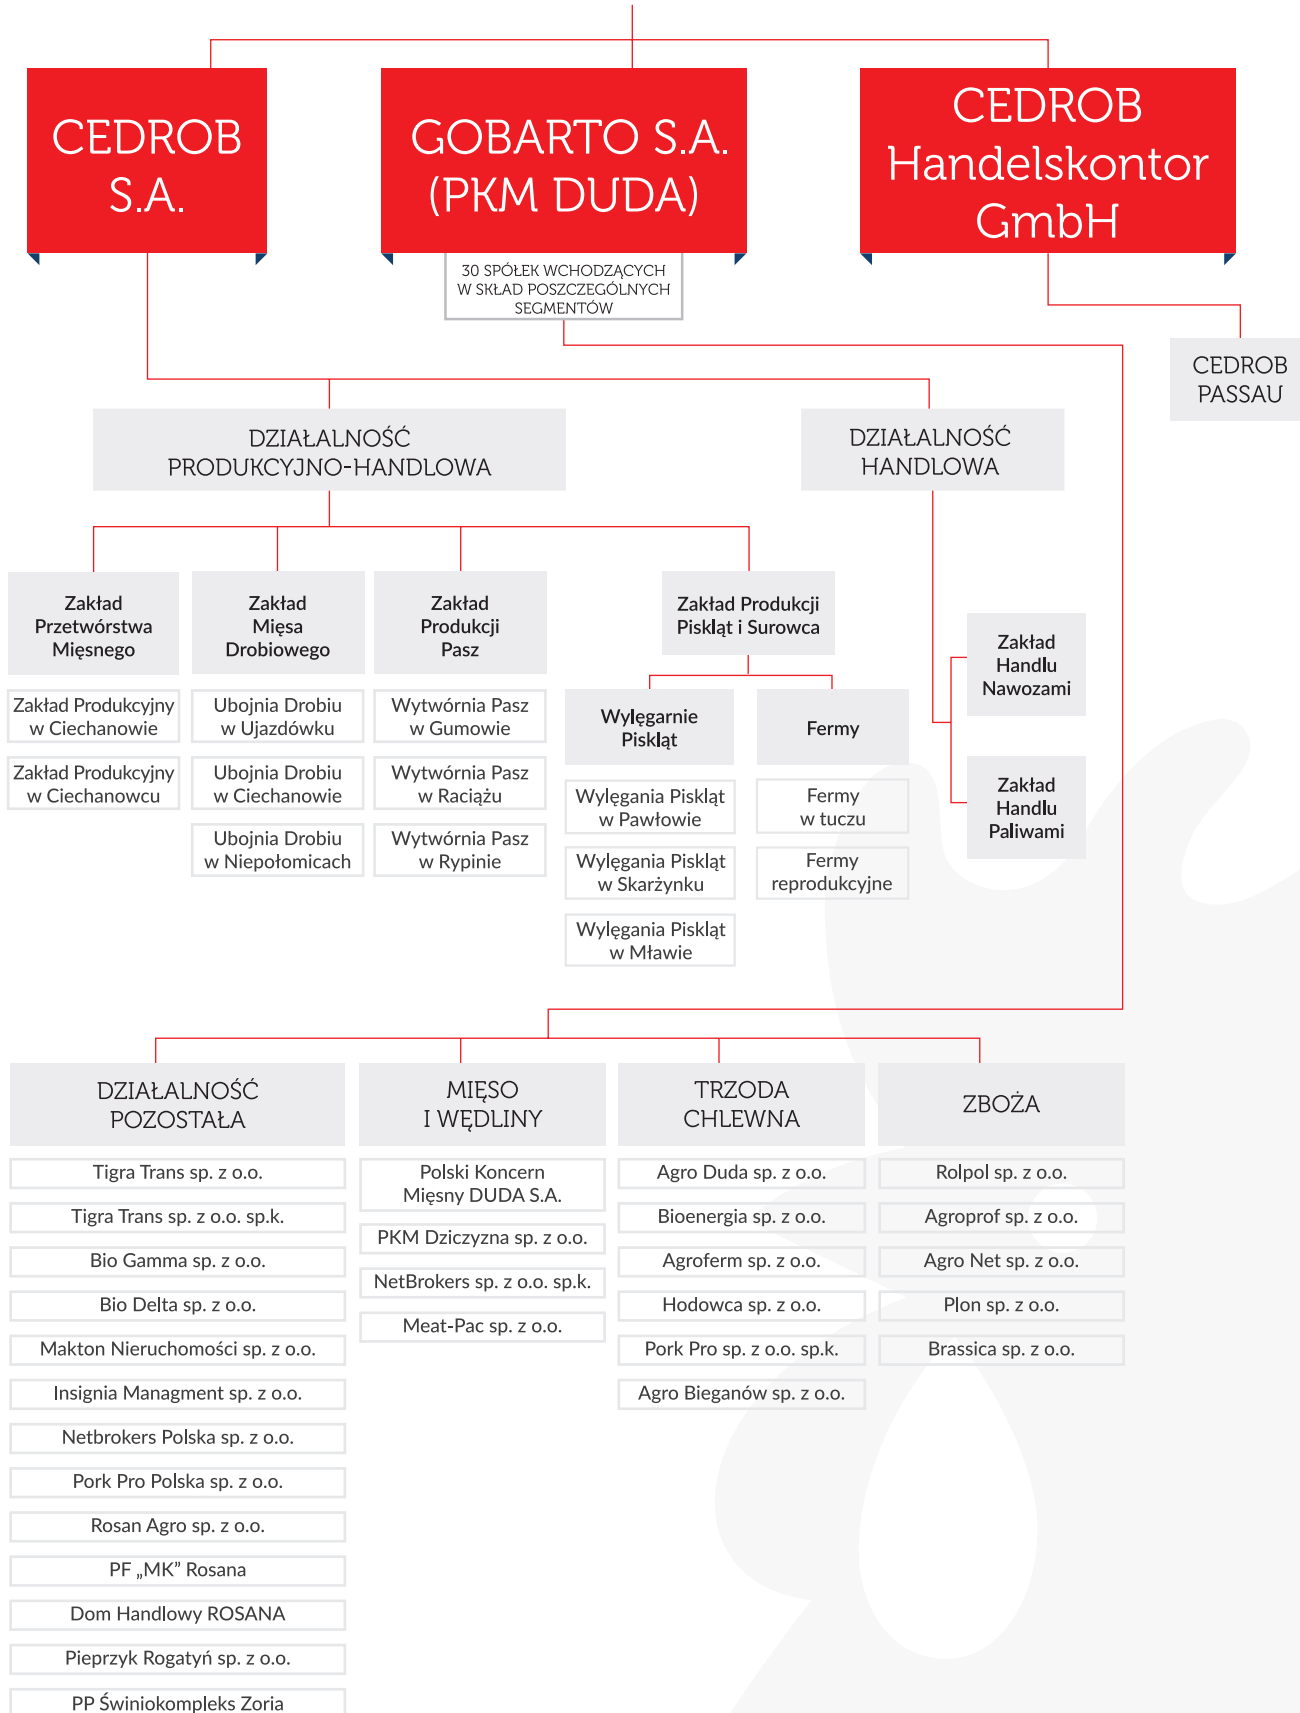 CEDROB
S.A.
GOBARTO S.A.
(PKM DUDA)
CEDROB
Handelskontor
GmbH
30 SPÓŁEK WCHODZĄCYCH
W SKŁAD POSZCZEGÓLNYCH
SEGMENTÓW
CEDROB
PASSAU
DZIAŁALNOŚĆ
PRODUKCYJNO-HANDLOWA
DZIAŁALNOŚĆ
HANDLOWA
Zakład
Przetwórstwa
Mięsnego
Zakład Produkcyjny
w Ciechanowie
Zakład Produkcyjny
w Ciechanowcu
Zakład
Mięsa
Drobiowego
Ubojnia Drobiu
w Ujazdówku
Ubojnia Drobiu
w Ciechanowie
Ubojnia Drobiu
w Niepołomicach
Zakład
Produkcji
Pasz
Wytwórnia Pasz
w Gumowie
Wytwórnia Pasz
w Raciążu
Wytwórnia Pasz
w Rypinie
Zakład Produkcji
Piskląt i Surowca
Wylęgarnie
Piskląt
Wylęgania Piskląt
w Pawłowie
Wylęgania Piskląt
w Skarżynku
Wylęgania Piskląt
w Mławie
Fermy
Fermy
w tuczu
Fermy
reprodukcyjne
Zakład
Handlu
Nawozami
Zakład
Handlu
Paliwami
DZIAŁALNOŚĆ
POZOSTAŁA
Tigra Trans sp. z o.o.
Tigra Trans sp. z o.o. sp.k.
Bio Gamma sp. z o.o.
Bio Delta sp. z o.o.
Makton Nieruchomości sp. z o.o.
Insignia Managment sp. z o.o.
Netbrokers Polska sp. z o.o.
Pork Pro Polska sp. z o.o.
Rosan Agro sp. z o.o.
PF „MK” Rosana
Dom Handlowy ROSANA
Pieprzyk Rogatyń sp. z o.o.
PP Świniokompleks Zoria
MIĘSO
I WĘDLINY
Polski Koncern
Mięsny DUDA S.A.
PKM Dziczyzna sp. z o.o.
NetBrokers sp. z o.o. sp.k.
Meat-Pac sp. z o.o.
TRZODA
CHLEWNA
Agro Duda sp. z o.o.
Bioenergia sp. z o.o.
Agroferm sp. z o.o.
Hodowca sp. z o.o.
Pork Pro sp. z o.o. sp.k.
Agro Bieganów sp. z o.o.
ZBOŻA
Rolpol sp. z o.o.
Agroprof sp. z o.o.
Agro Net sp. z o.o.
Plon sp. z o.o.
Brassica sp. z o.o.